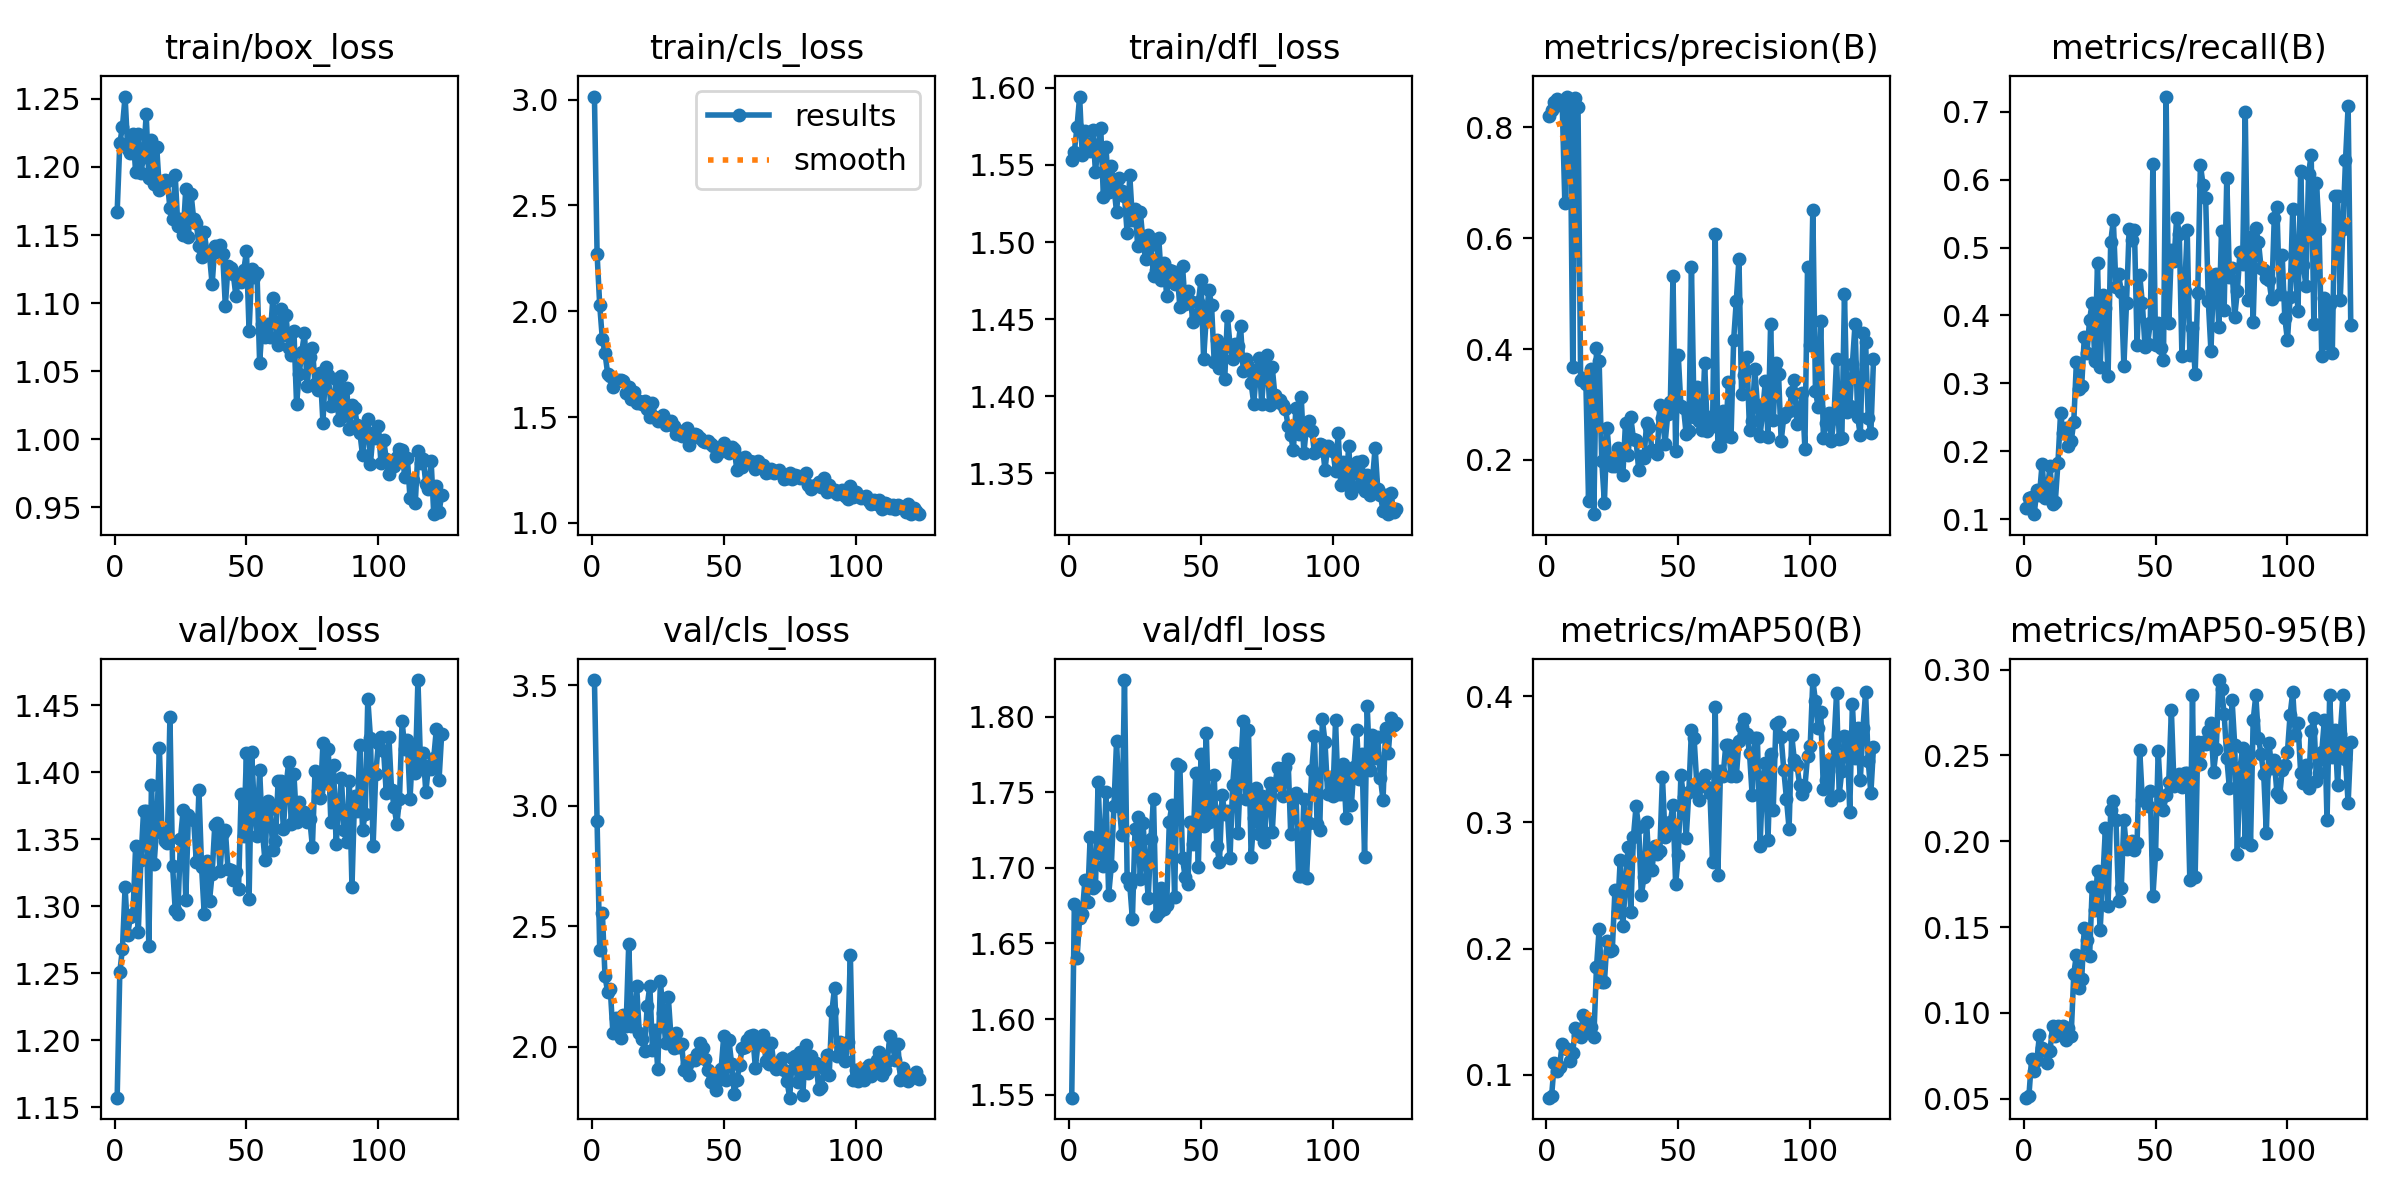 train/box_loss
1.25
1.20
1.15
1.10
1.05
1.00
0.95
0 50 100
train/cls_loss
results
smooth
3.0
2.5
2.0
1.5
1.0
0 50 100
train/dfl_loss
1.60
1.55
1.50
1.45
1.40
1.35
0 50 100
metrics/precision(B)
0.8
0.6
0.4
0.2
0 50 100
metrics/recall(B)
0.7
0.6
0.5
0.4
0.3
0.2
0.1
0 50 100
val/box_loss
1.45
1.40
1.35
1.30
1.25
1.20
1.15
0 50 100
val/cls_loss
3.5
3.0
2.5
2.0
0 50 100
val/dfl_loss
1.80
1.75
1.70
1.65
1.60
1.55
0 50 100
metrics/mAP50(B)
0.4
0.3
0.2
0.1
0 50 100
metrics/mAP50-95(B)
0.30
0.25
0.20
0.15
0.10
0.05
0 50 100